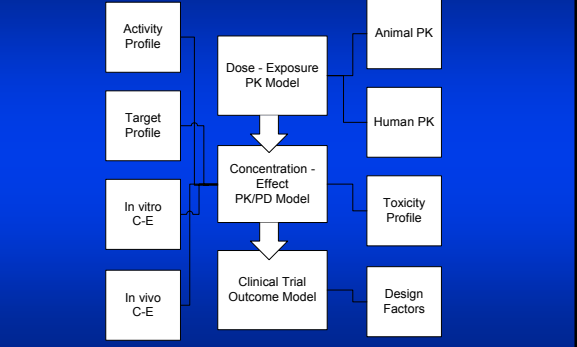 Activity
Profile
Target
Profile
In vitro
C-E
In vivo
C-E
Dose - Exposure
PK Model
Concentration -
Effect
PK/PD Model
Clinical Trial
Outcome Model
Animal PK
Human PK
Toxicity
Profile
Design
Factors